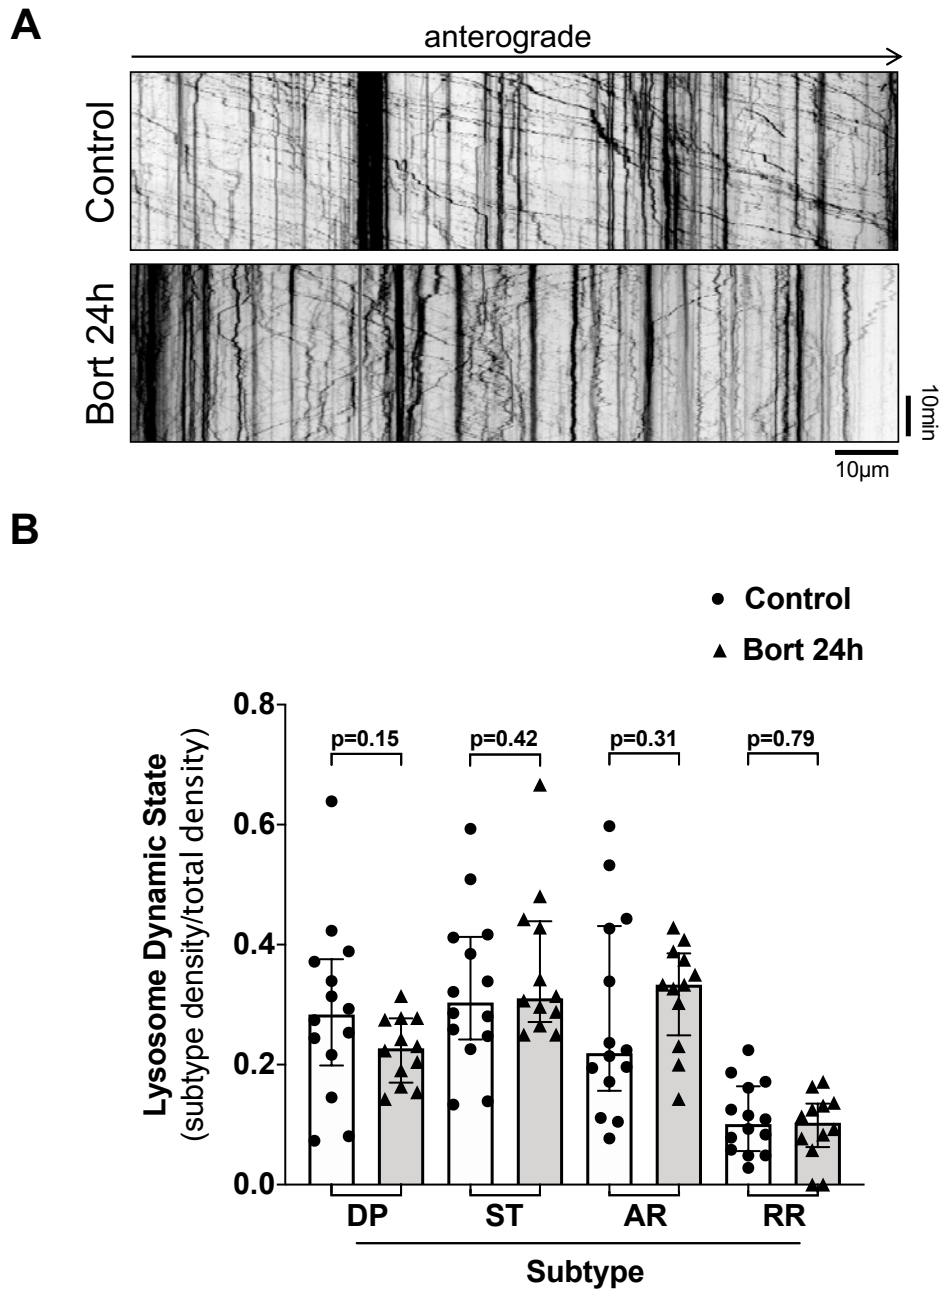 A
anterograde
Control
Bort 24h
10min
10μm
B
Control
Bort 24h
Lysosome Dynamic State
(subtype density/total density)
0.8
0.6
0.4
0.2
0.0
p=0.15
p=0.42
p=0.31
p=0.79
DP
ST
AR
RR
Subtype